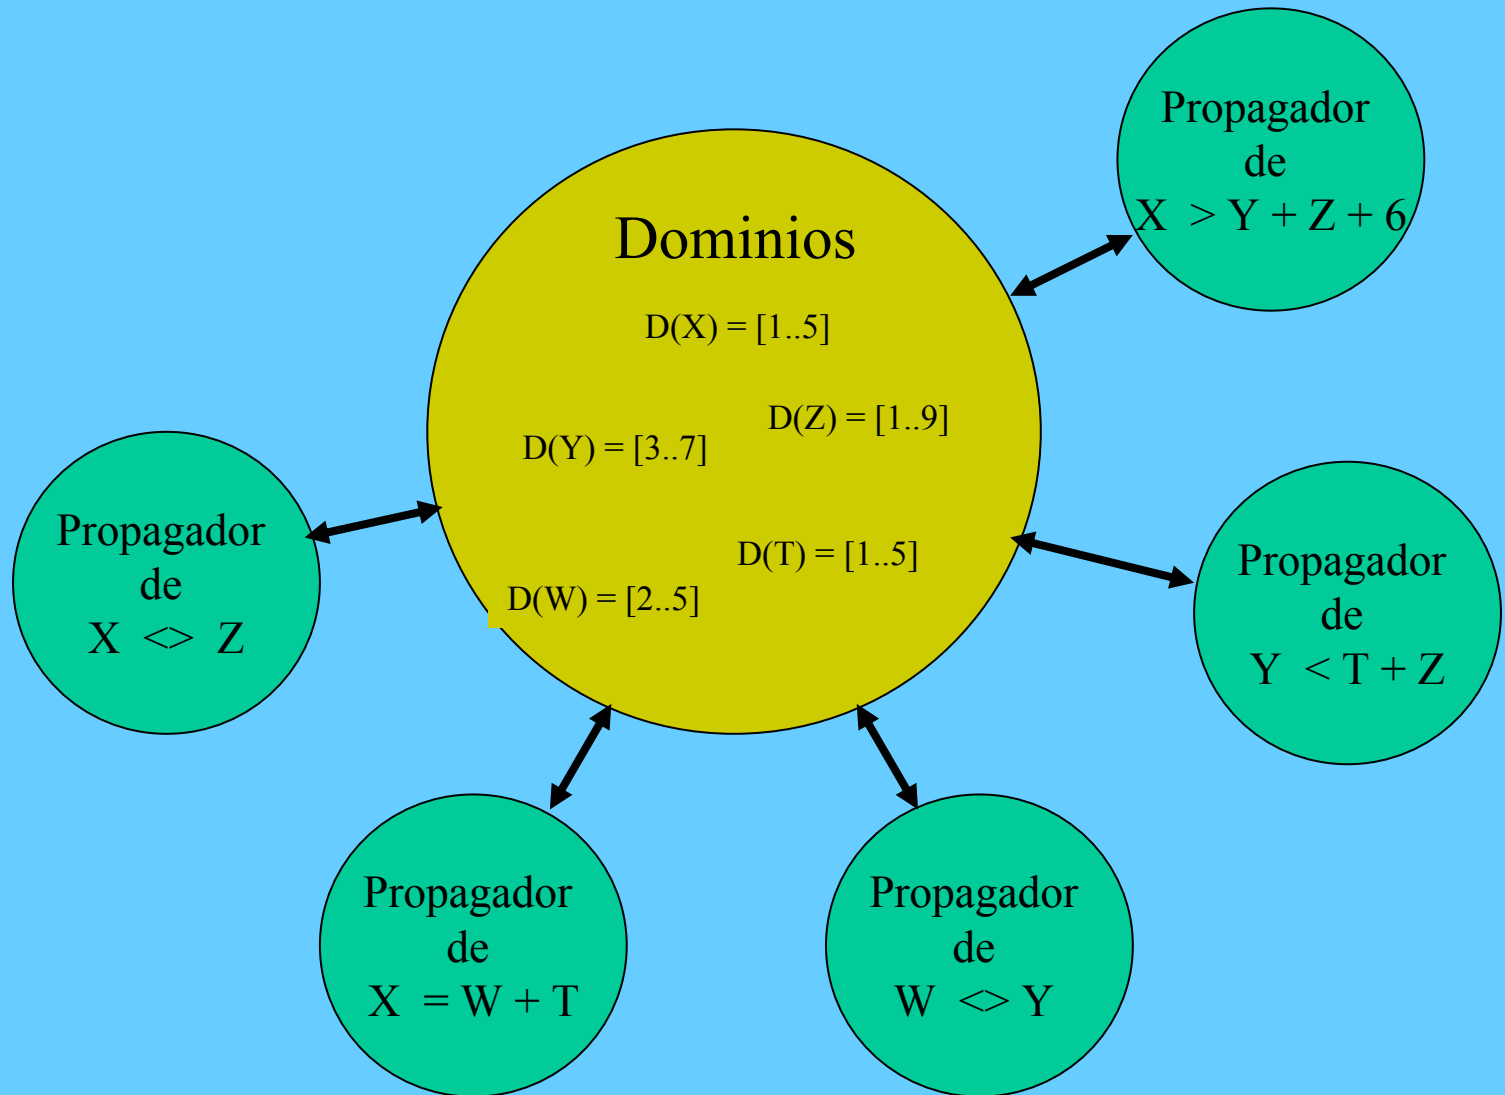 Propagador
de
X > Y + Z + 6
Dominios
D(X) = [1..5]
D(Z) = [1..9]
D(Y) = [3..7]
D(T) = [1..5]
D(W) = [2..5]
Propagador
de
X <> Z
Propagador
de
Y < T + Z
Propagador
de
X = W + T
Propagador
de
W <> Y